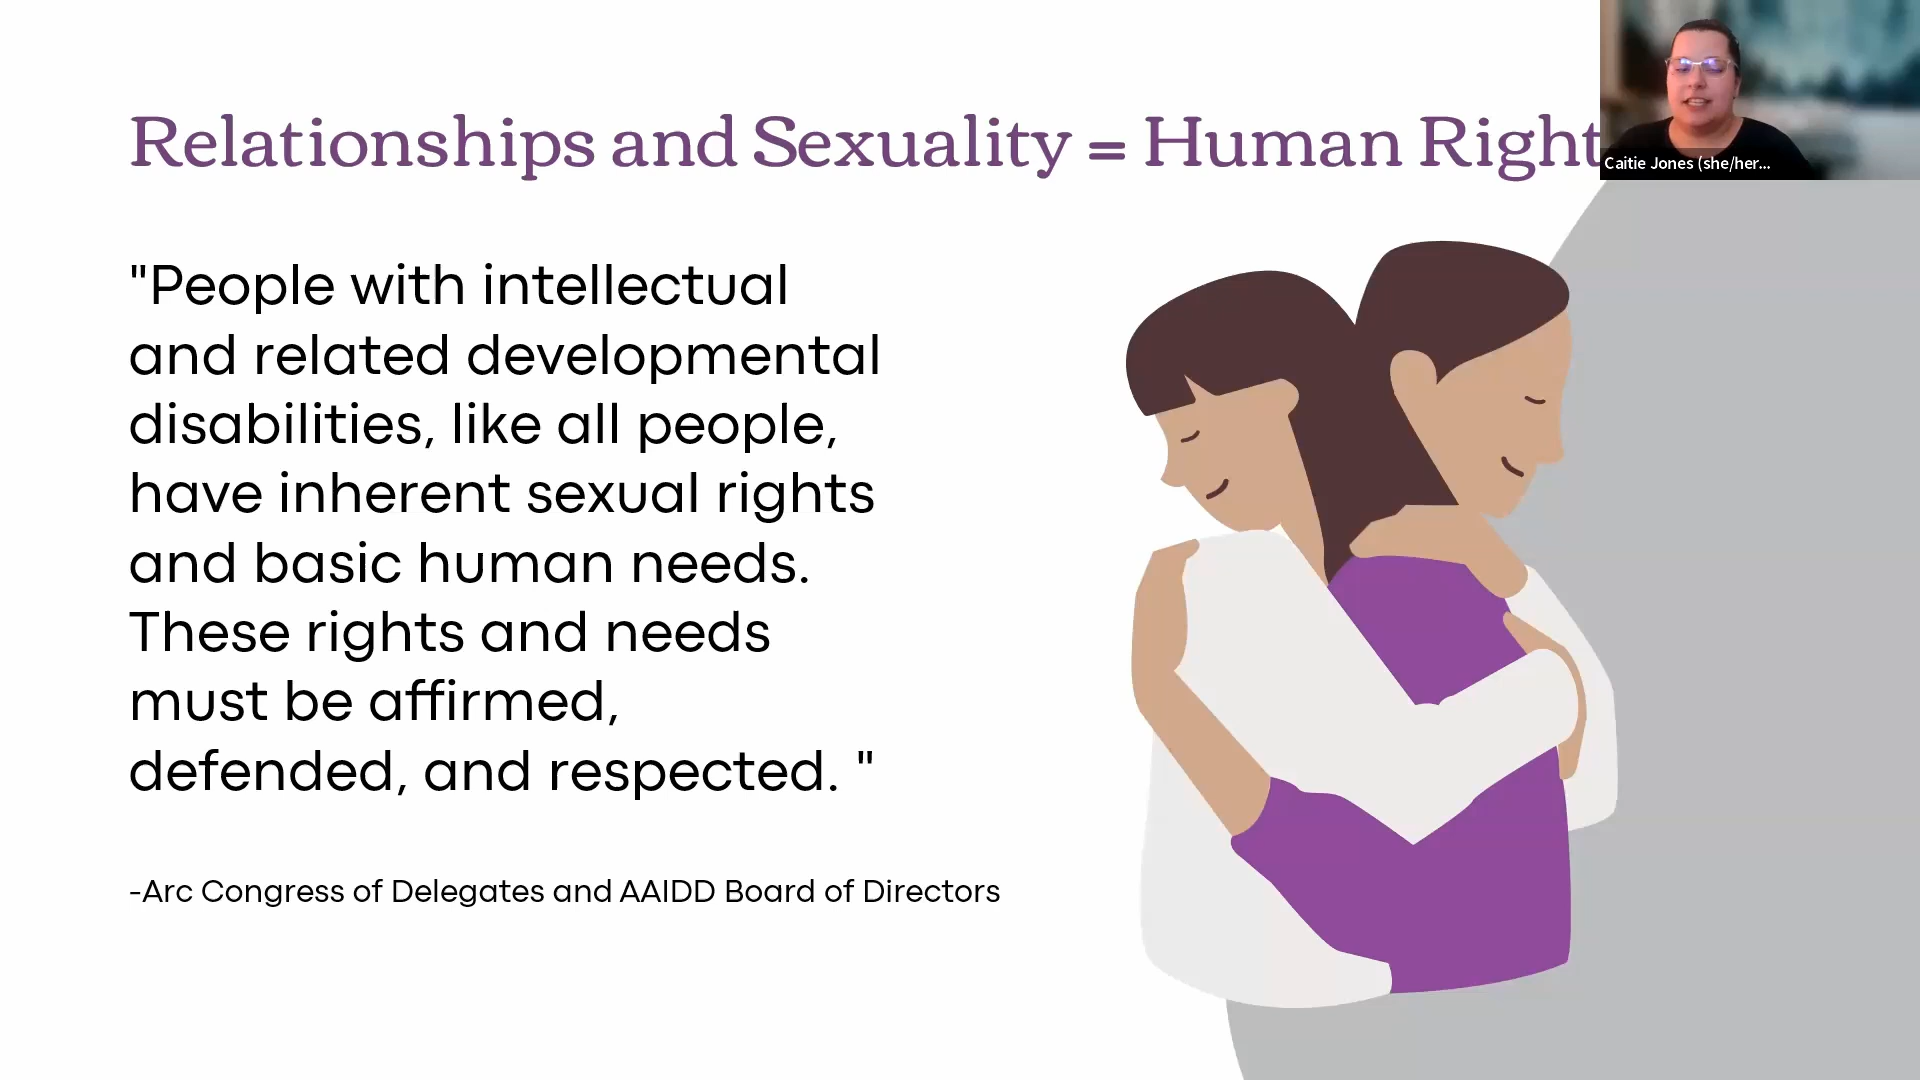 Relationships and Sexuality = Human Right
"People with intellectual
and related developmental
disabilities, like all people,
have inherent sexual rights
and basic human needs.
These rights and needs
must be affirmed,
defended, and respected. "
-Arc Congress of Delegates and AAIDD Board of Directors
Caitie Jones (she/her...